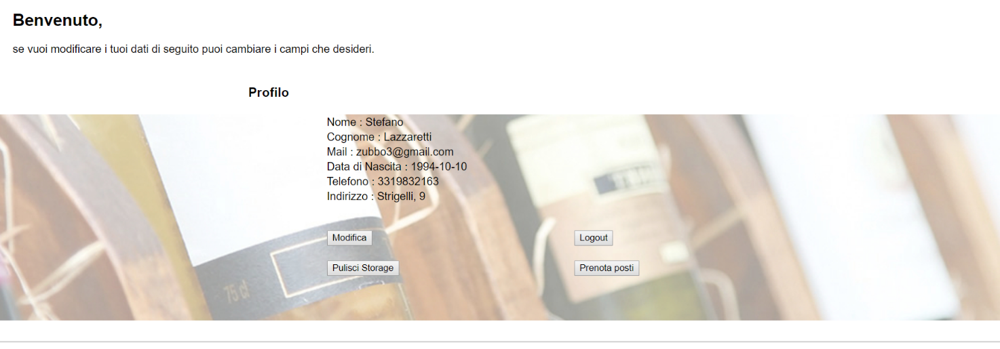 Benvenuto,
se vuoi modificare i tuoi dati di seguito puoi cambiare i campi che desideri.
Profilo
Nome : Stefano
Cognome : Lazzaretti
Mail : zubbo3@gmail.com
Data di Nascita : 1994-10-10
Telefono : 3319832163
Indirizzo : Strigelli, 9
Modifica
Logout
Pulisci Storage
Prenota posti
75 cl